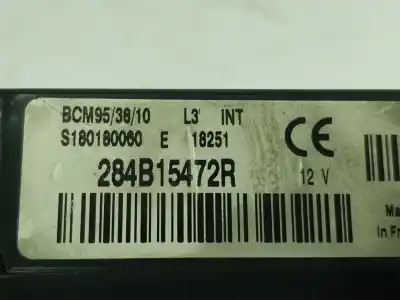 BCM95/38/10 L3' INT
S180180060 E 18251
CE
284B15472R 12 V
Ma
In Fr